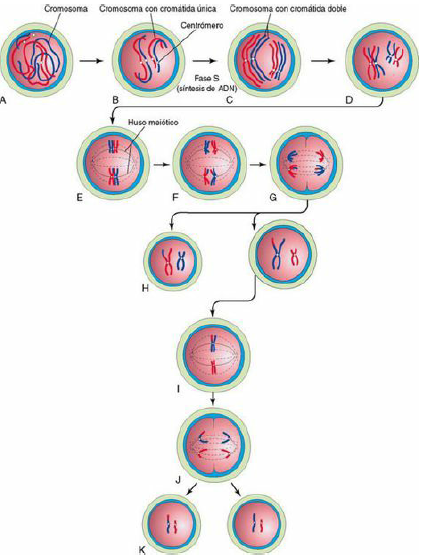 Cromosoma
Cromosoma con cromátida única
Cromosoma con cromátida doble
Centrómero
Fase S
(síntesis de ADN)
A
B
C
D
Huso meiótico
E
F
G
H
I
J
K